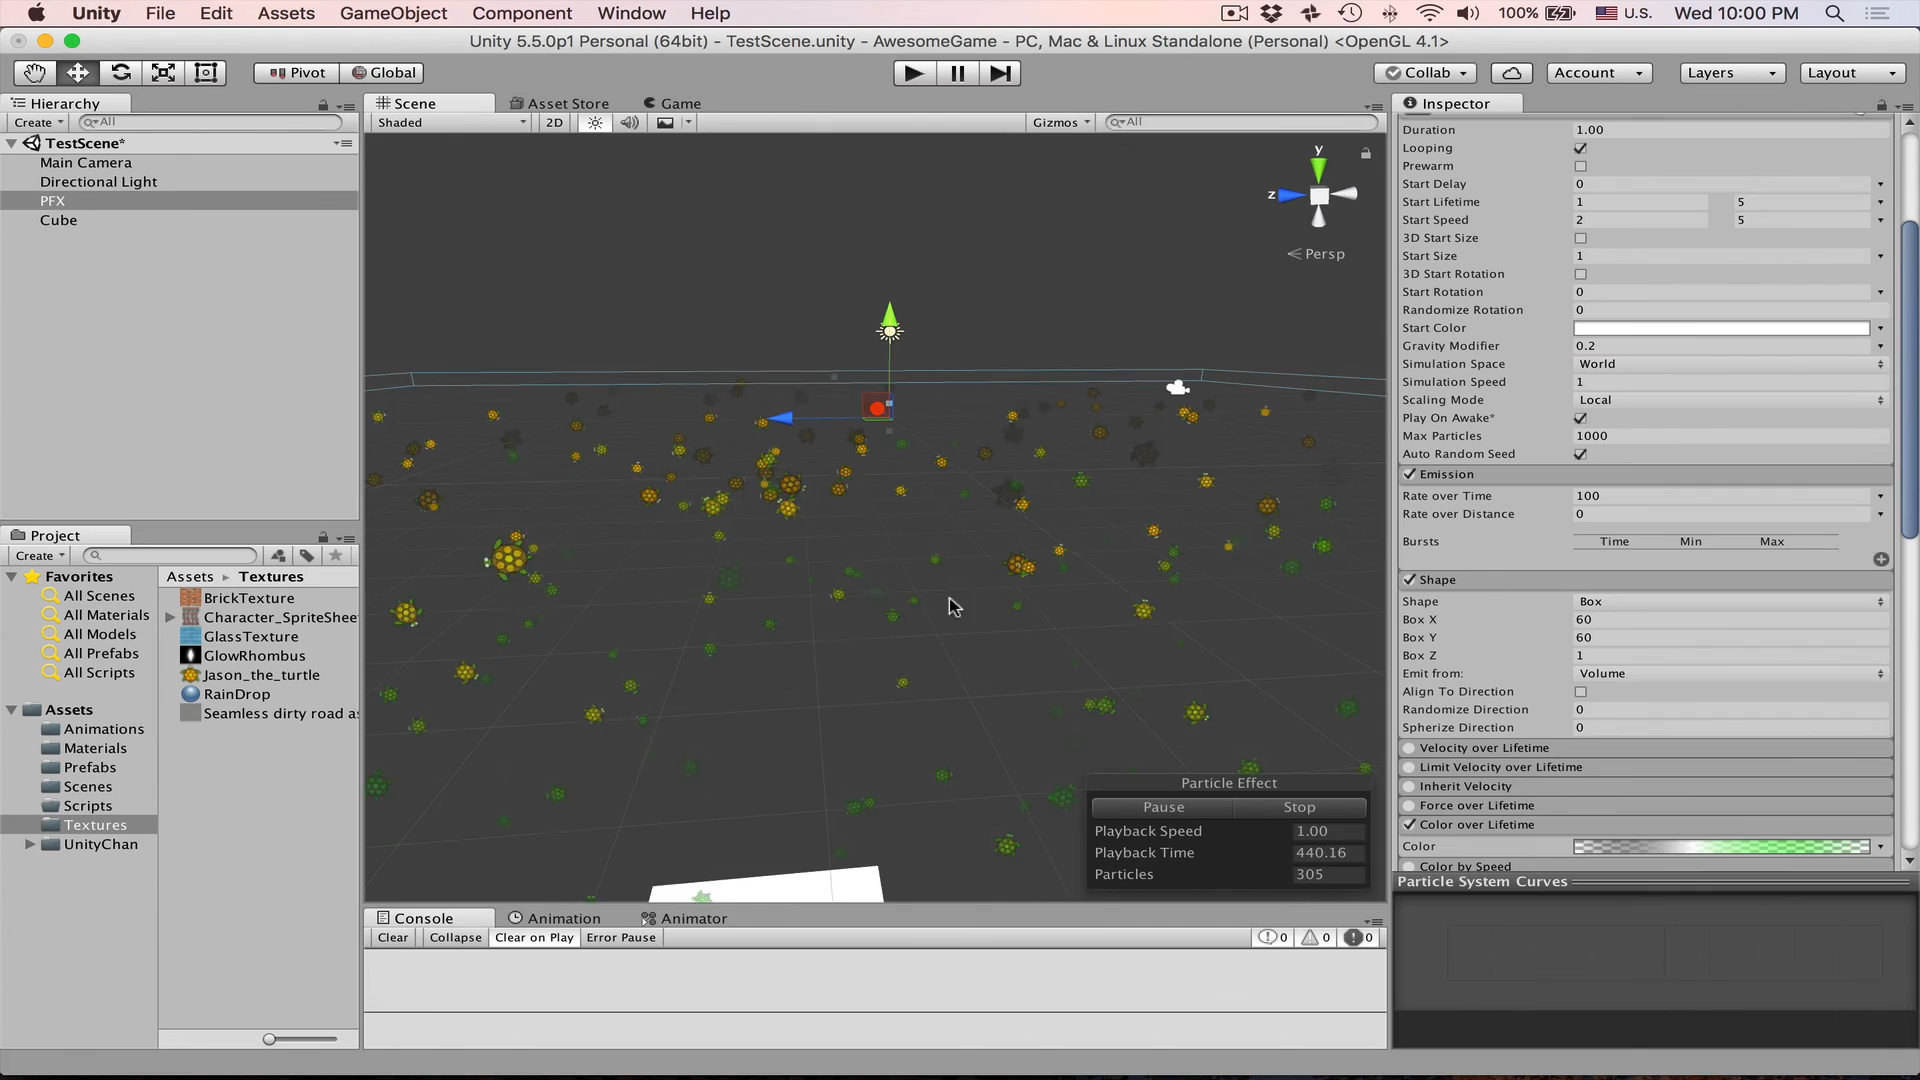 Unity File Edit Assets GameObject Component Window Help 100% U.S. Wed 10:00 PM
Unity 5.5.0p1 Personal (64bit) - TestScene.unity - AwesomeGame - PC, Mac & Linux Standalone (Personal) <OpenGL 4.1>
Pivot Global Collab Account Layers Layout
Hierarchy
Create All
TestScene*
Main Camera
Directional Light
PFX
Cube
Scene Asset Store Game
Shaded 2D Gizmos All
y
z
Persp
Particle Effect
Pause Stop
Playback Speed 1.00
Playback Time 440.16
Particles 305
Project
Create
Favorites
All Scenes
All Materials
All Models
All Prefabs
All Scripts
Assets
Animations
Materials
Prefabs
Scenes
Scripts
Textures
UnityChan
Assets Textures
BrickTexture
Character_SpriteShee
GlassTexture
GlowRhombus
Jason_the_turtle
RainDrop
Seamless dirty road as
Console Animation Animator
Clear Collapse Clear on Play Error Pause 0 0 0
Inspector
Duration 1.00
Looping
Prewarm
Start Delay 0
Start Lifetime 1 5
Start Speed 2 5
3D Start Size
Start Size 1
3D Start Rotation
Start Rotation 0
Randomize Rotation 0
Start Color
Gravity Modifier 0.2
Simulation Space World
Simulation Speed 1
Scaling Mode Local
Play On Awake*
Max Particles 1000
Auto Random Seed
Emission
Rate over Time 100
Rate over Distance 0
Bursts Time Min Max
Shape
Shape Box
Box X 60
Box Y 60
Box Z 1
Emit from: Volume
Align To Direction
Randomize Direction 0
Spherize Direction 0
Velocity over Lifetime
Limit Velocity over Lifetime
Inherit Velocity
Force over Lifetime
Color over Lifetime
Color
Color by Speed
Particle System Curves